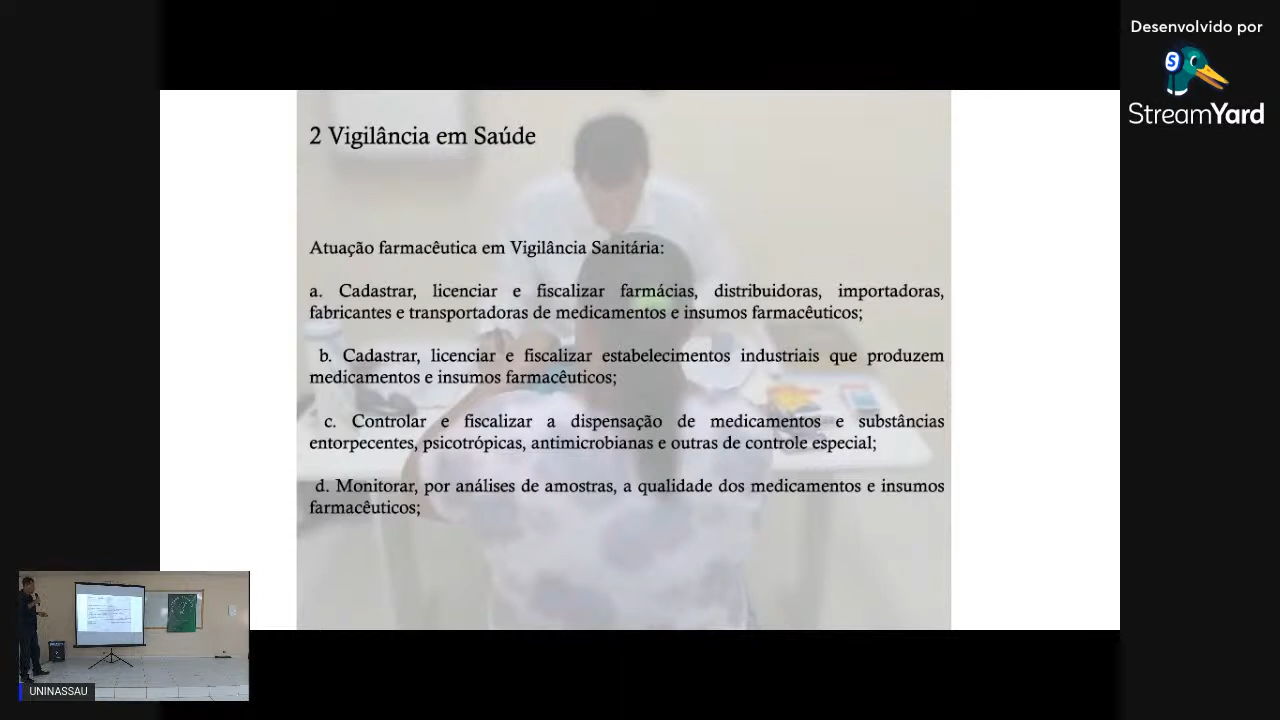 Desenvolvido por
StreamYard
2 Vigilância em Saúde
Atuação farmacêutica em Vigilância Sanitária:
a. Cadastrar, licenciar e fiscalizar farmácias, distribuidoras, importadoras,
fabricantes e transportadoras de medicamentos e insumos farmacêuticos;
b. Cadastrar, licenciar e fiscalizar estabelecimentos industriais que produzem
medicamentos e insumos farmacêuticos;
c. Controlar e fiscalizar a dispensação de medicamentos e substâncias
entorpecentes, psicotrópicas, antimicrobianas e outras de controle especial;
d. Monitorar, por análises de amostras, a qualidade dos medicamentos e insumos
farmacêuticos;
UNINASSAU